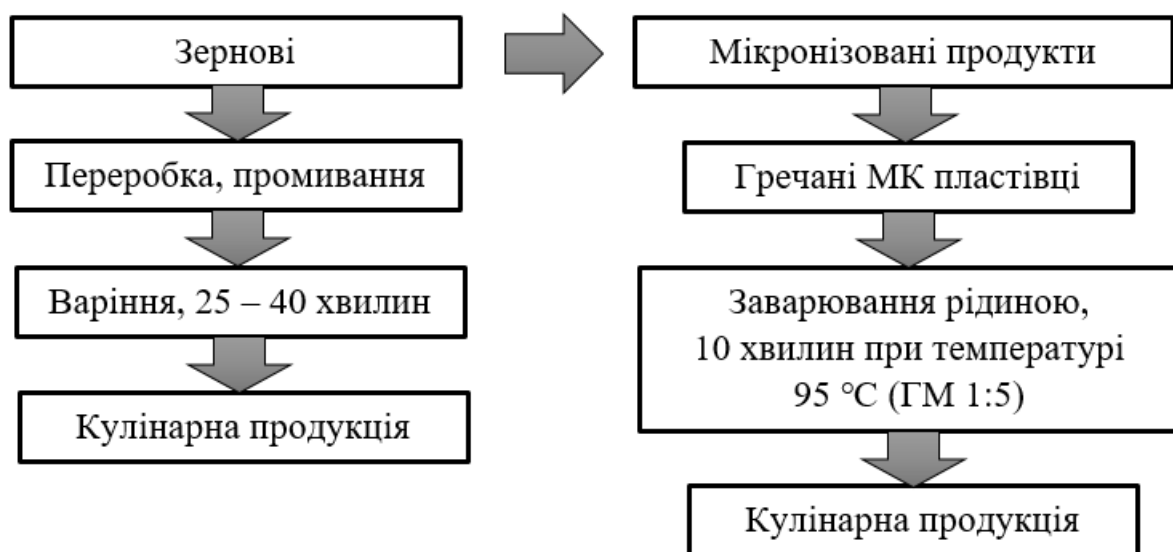 Зернові
Переробка, промивання
Варіння, 25 – 40 хвилин
Кулінарна продукція
Мікронізовані продукти
Гречані МК пластівці
Заварювання рідиною,
10 хвилин при температурі
95 °С (ГМ 1:5)
Кулінарна продукція